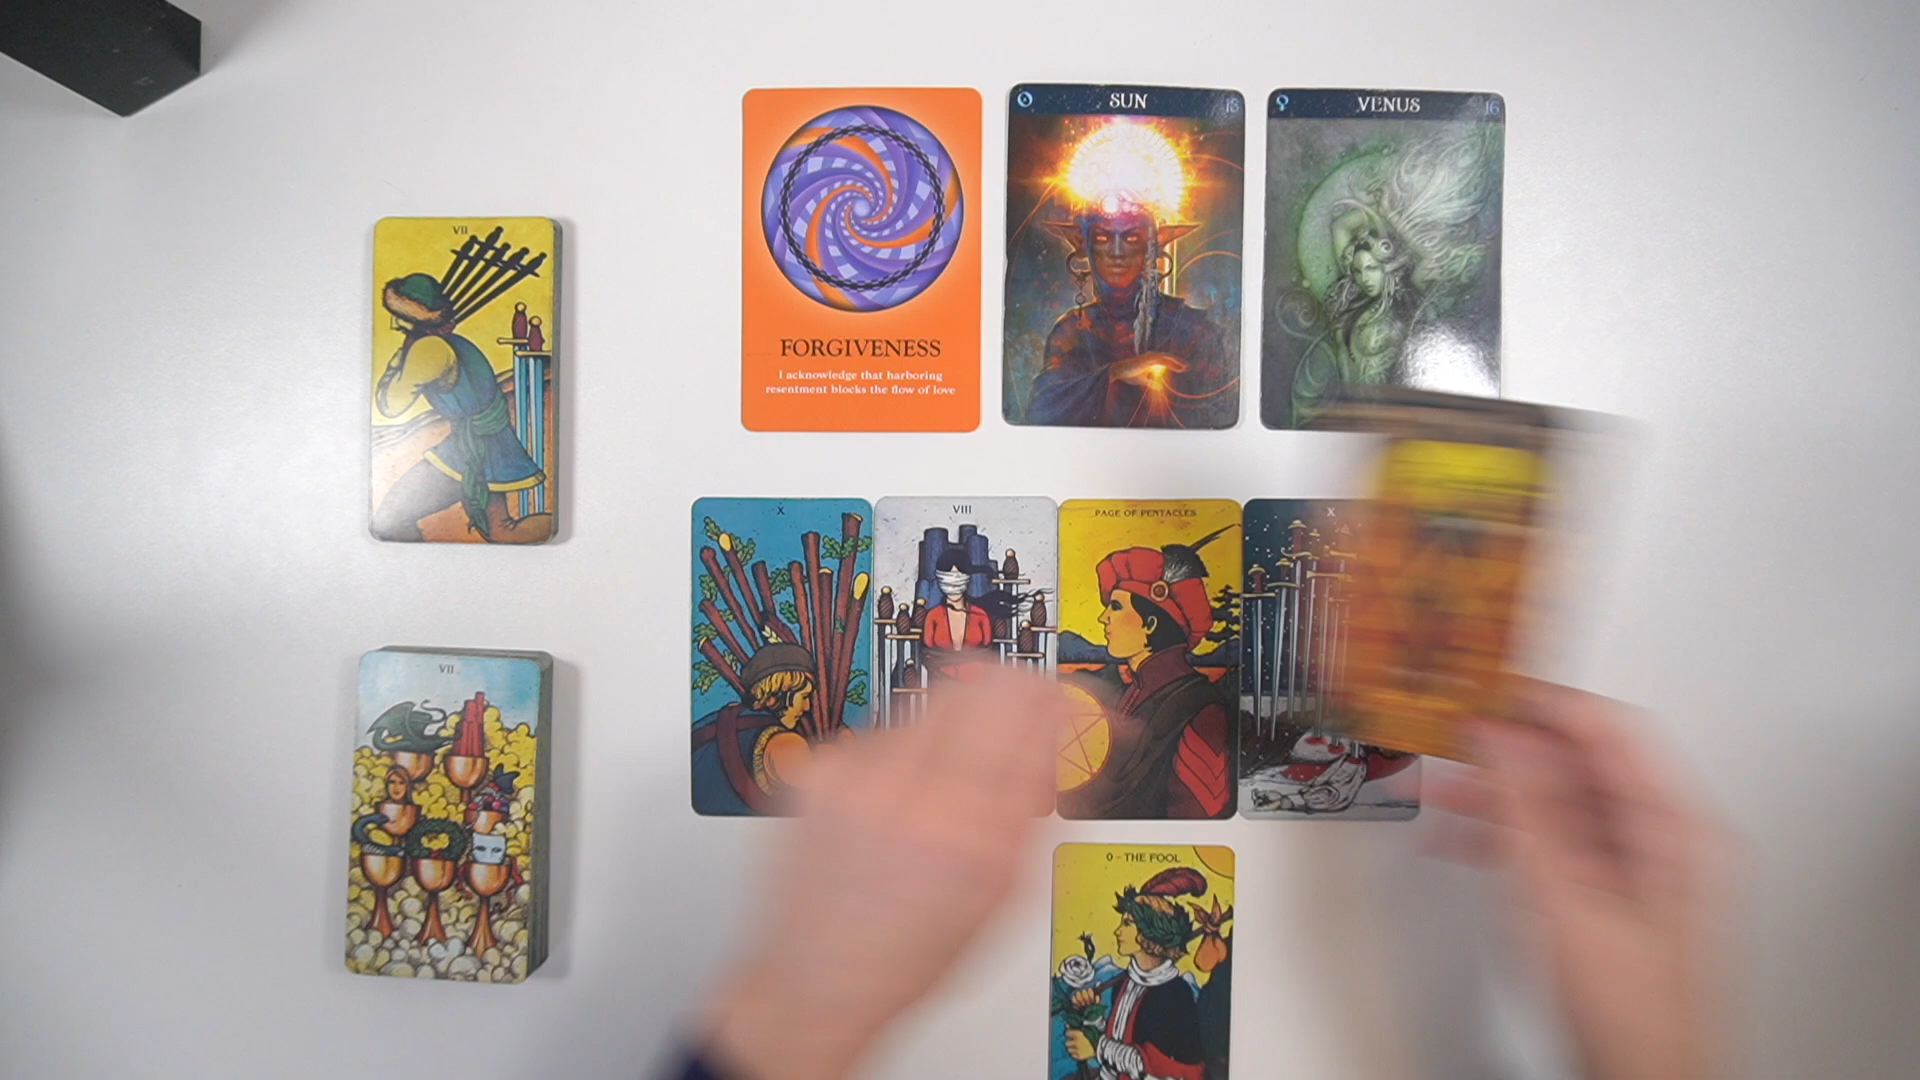 SUN
13
VENUS
16
VII
FORGIVENESS
I acknowledge that harboring
resentment blocks the flow of love
X
VIII
PAGE OF PENTACLES
X
VII
0 - THE FOOL